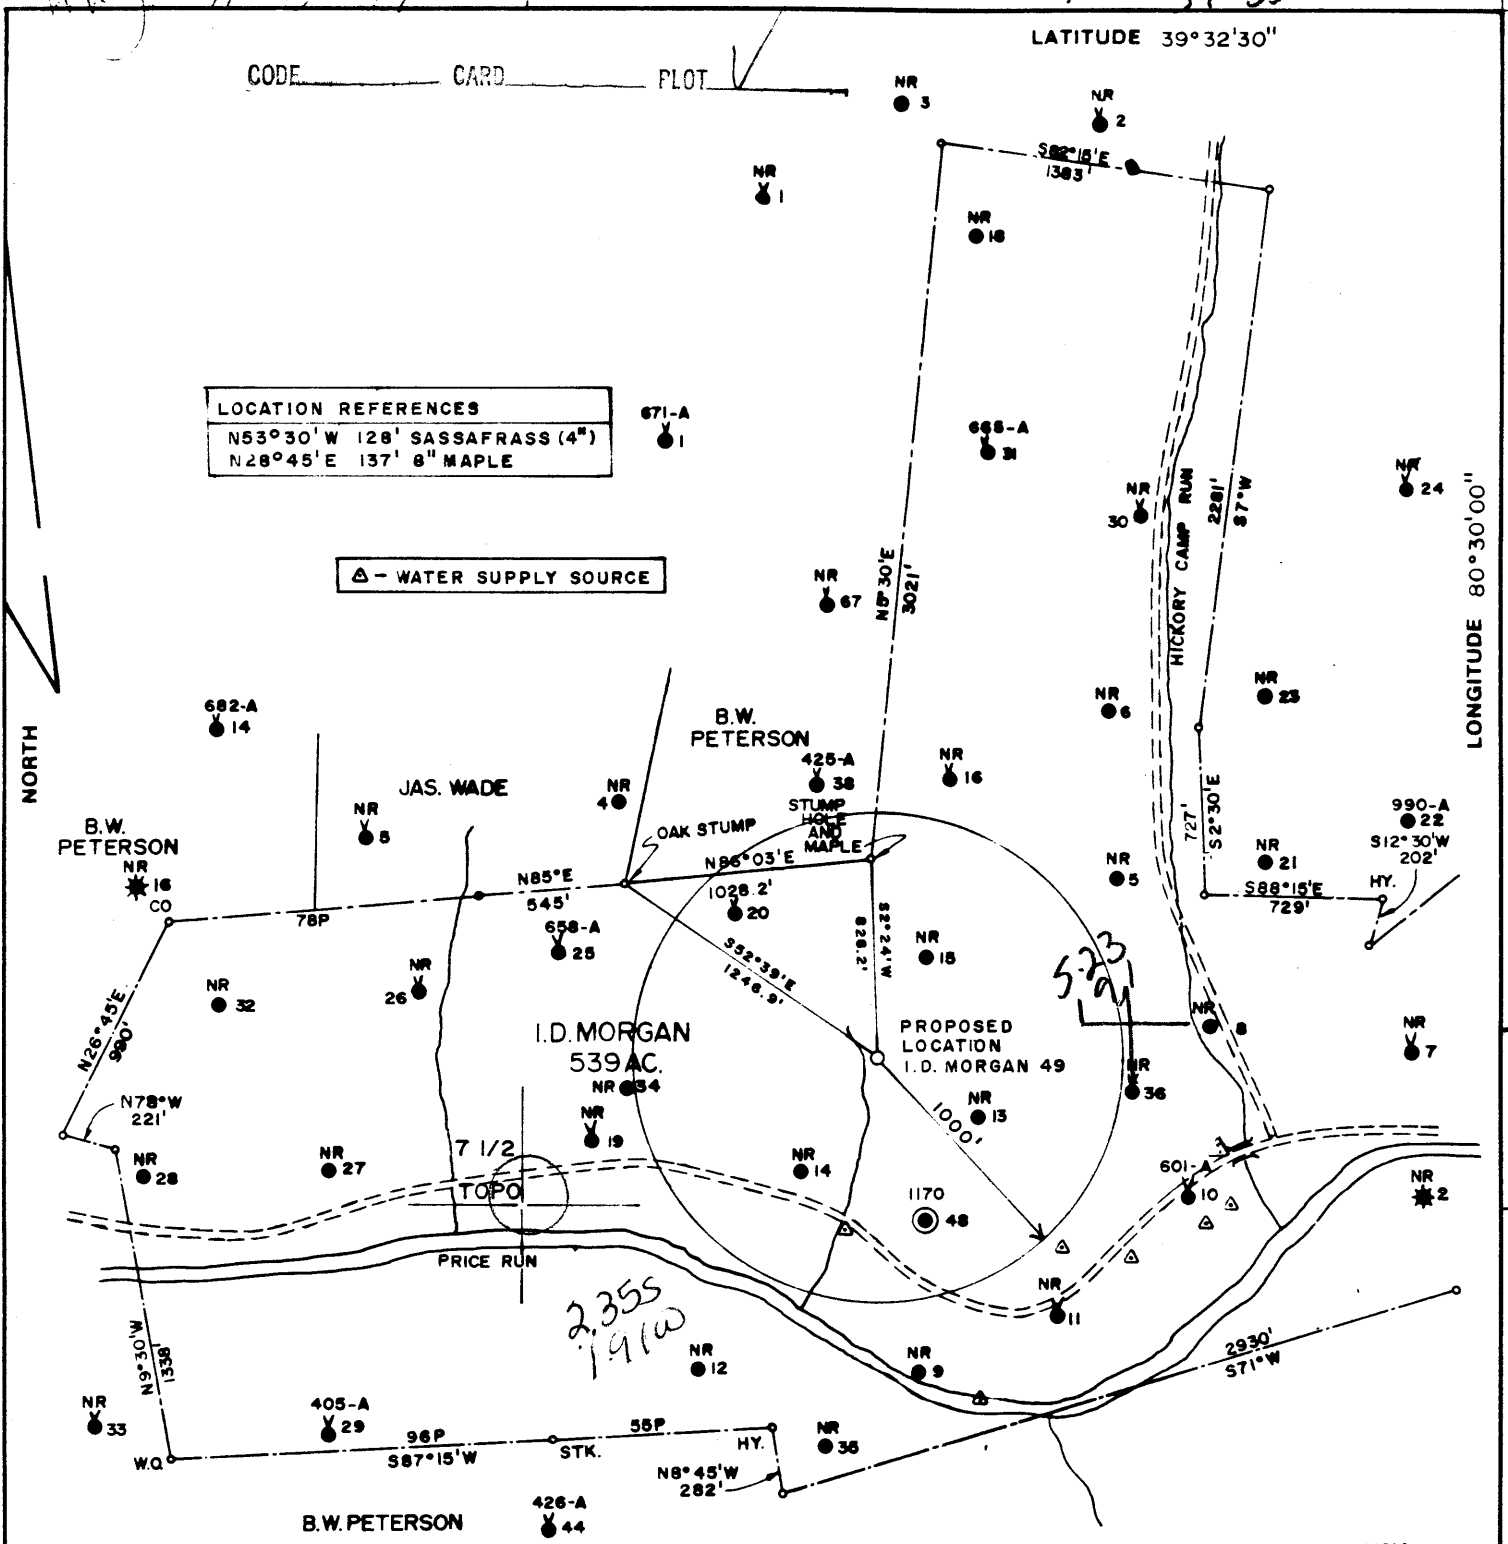 LATITUDE 39°32'30"
CODE CARD PLOT
NR
3
NR
2
S82°15'E
1383'
NR
1
NR
18
LOCATION REFERENCES
N53°30'W 128' SASSAFRASS (4")
N28°45'E 137' 8" MAPLE
671-A
1
31
NR
24
NR
30
HICKORY CAMP RUN
2281'
S7°W
LONGITUDE 80°30'00"
△ - WATER SUPPLY SOURCE
NR
67
3021'
NR
23
NR
6
682-A
14
NORTH
B.W.
PETERSON
JAS. WADE
NR
4
425-A
38
NR
16
STUMP
HOLE
AND
MAPLE
OAK STUMP
727'
S2°30'E
990-A
22
S12°30'W
202'
B.W.
PETERSON
NR
16
CO
NR
5
N86°03'E
1028.2'
20
NR
5
NR
21
S88°15'E
729'
HY.
N85°E
545'
78P
658-A
25
S52°39'E
1246.9'
S2°24'W
828.2'
NR
15
NR
32
NR
26
N26°45'E
990'
I.D. MORGAN
539 AC.
NR 34
PROPOSED
LOCATION
I.D. MORGAN 49
NR
8
NR
7
NR
36
NR
13
1000'
N78°W
221'
NR
19
7 1/2
TOPO
NR
28
NR
27
NR
14
1170
48
601-A
10
NR
2
PRICE RUN
NR
11
2.35S
1.91W
NR
12
NR
9
2930'
S71°W
N9°30'W
1338'
NR
33
405-A
29
96P
S87°15'W
55P
STK.
HY.
NR
W.O.
N8°45'W
282'
B.W. PETERSON
426-A
44